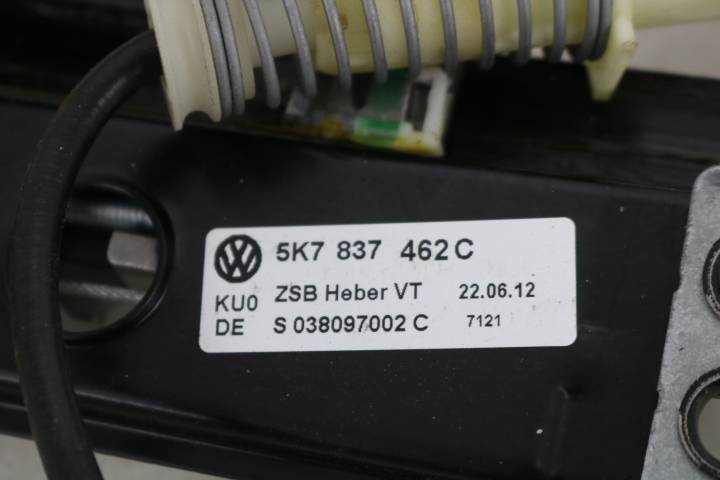 5K7 837 462 C
KU0 ZSB Heber VT 22.06.12
DE S 038097002 C 7121